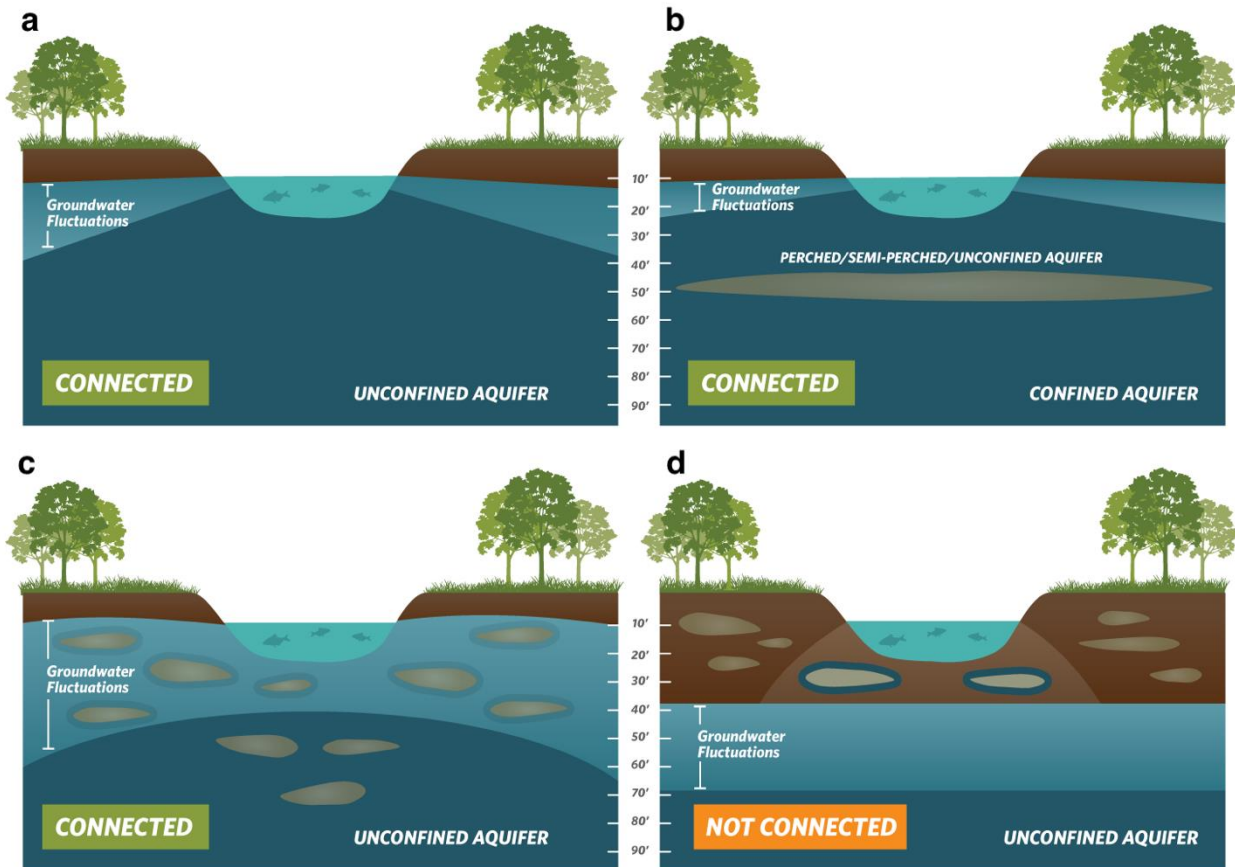 a
b
Groundwater
Fluctuations
10'
20'
30'
40'
50'
60'
70'
80'
90'
Groundwater
Fluctuations
PERCHED/SEMI-PERCHED/UNCONFINED AQUIFER
CONNECTED
UNCONFINED AQUIFER
CONNECTED
CONFINED AQUIFER
c
d
Groundwater
Fluctuations
10'
20'
30'
40'
50'
60'
70'
80'
90'
Groundwater
Fluctuations
CONNECTED
UNCONFINED AQUIFER
NOT CONNECTED
UNCONFINED AQUIFER